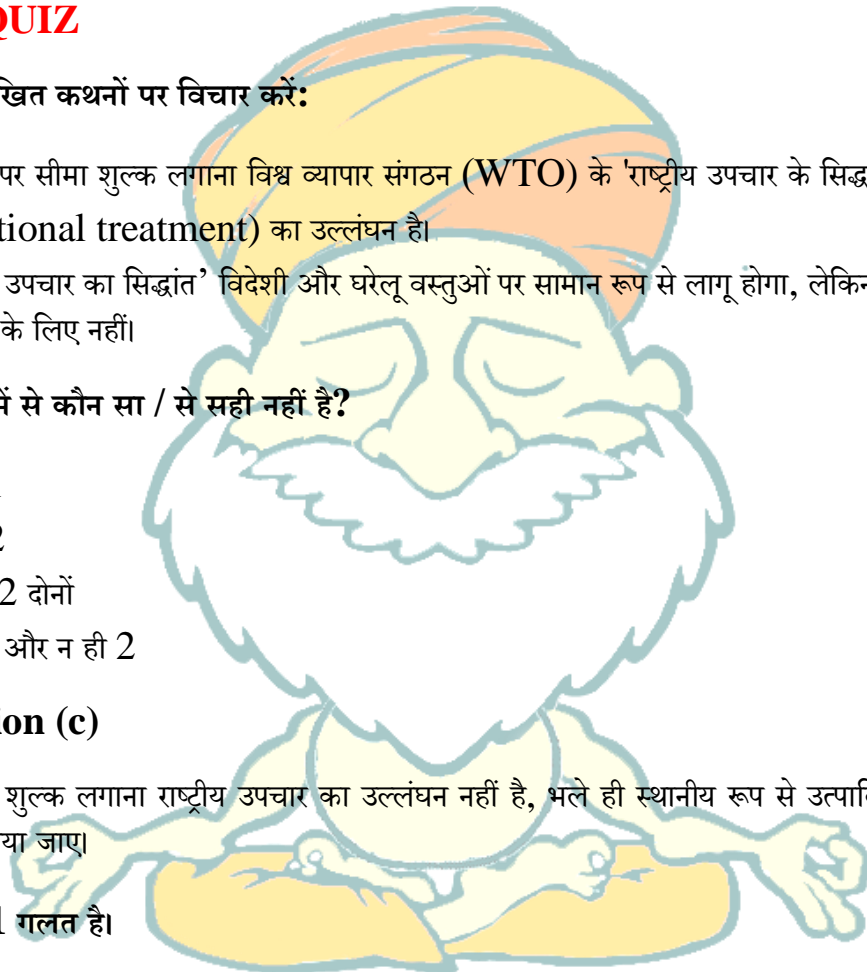 QUIZ
खित कथनों पर विचार करें:
पर सीमा शुल्क लगाना विश्व व्यापार संगठन (WTO) के 'राष्ट्रीय उपचार के सिद्ध
tional treatment) का उल्लंघन है।
उपचार का सिद्धांत’ विदेशी और घरेलू वस्तुओं पर सामान रूप से लागू होगा, लेकिन
के लिए नहीं।
में से कौन सा / से सही नहीं है?
2
2 दोनों
और न ही 2
ion (c)
शुल्क लगाना राष्ट्रीय उपचार का उल्लंघन नहीं है, भले ही स्थानीय रूप से उत्पादि
या जाए।
1 गलत है।